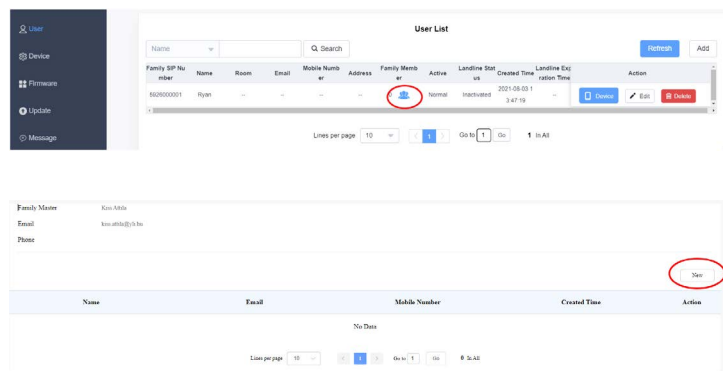 User List
User
Device
Firmware
Update
Message
Name
Search
Refresh
Add
Family SIP Nu
mber
Name
Room
Email
Mobile Numb
er
Address
Family Memb
er
Active
Landline Stat
us
Created Time
Landline Exp
ration Time
Action
Ryan
--
--
--
--
Normal
Inactivated
2021-08-03 1
3:47:19
--
Device
Edit
Delete
Lines per page
10
1
Go to
1
Go
1
In All
Family Master
Kiss Attila
Email
kiss.attila@yh.hu
Phone
New
Name
Email
Mobile Number
Created Time
Action
No Data
Lines per page
10
1
Go to
1
Go
0
In All